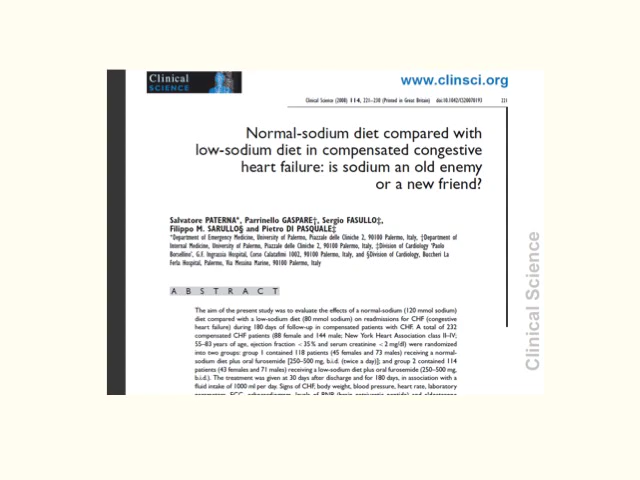 Clinical
SCIENCE
www.clinsci.org
Clinical Science (2008) 114, 221–230 (Printed in Great Britain) doi:10.1042/CS20070193 221
Normal-sodium diet compared with
low-sodium diet in compensated congestive
heart failure: is sodium an old enemy
or a new friend?
Salvatore PATERNA*, Parrinello GASPARE†, Sergio FASULLO‡,
Filippo M. SARULLO§ and Pietro DI PASQUALE‡
*Department of Emergency Medicine, University of Palermo, Piazzale delle Cliniche 2, 90100 Palermo, Italy, †Department of
Internal Medicine, University of Palermo, Piazzale delle Cliniche 2, 90100 Palermo, Italy, ‡Division of Cardiology 'Paolo
Borsellino', G.F. Ingrassia Hospital, Corso Calatafimi 1002, 90100 Palermo, Italy, and §Division of Cardiology, Buccheri La
Ferla Hospital, Palermo, Via Messina Marine, 90100 Palermo, Italy
A B S T R A C T
The aim of the present study was to evaluate the effects of a normal-sodium (120 mmol sodium)
diet compared with a low-sodium diet (80 mmol sodium) on readmissions for CHF (congestive
heart failure) during 180 days of follow-up in compensated patients with CHF. A total of 232
compensated CHF patients (88 female and 144 male; New York Heart Association class II–IV;
55–83 years of age, ejection fraction <35% and serum creatinine <2 mg/dl) were randomized
into two groups: group 1 contained 118 patients (45 females and 73 males) receiving a normal-
sodium diet plus oral furosemide [250–500 mg, b.i.d. (twice a day)]; and group 2 contained 114
patients (43 females and 71 males) receiving a low-sodium diet plus oral furosemide (250–500 mg,
b.i.d.). The treatment was given at 30 days after discharge and for 180 days, in association with a
fluid intake of 1000 ml per day. Signs of CHF, body weight, blood pressure, heart rate, laboratory
Clinical Science